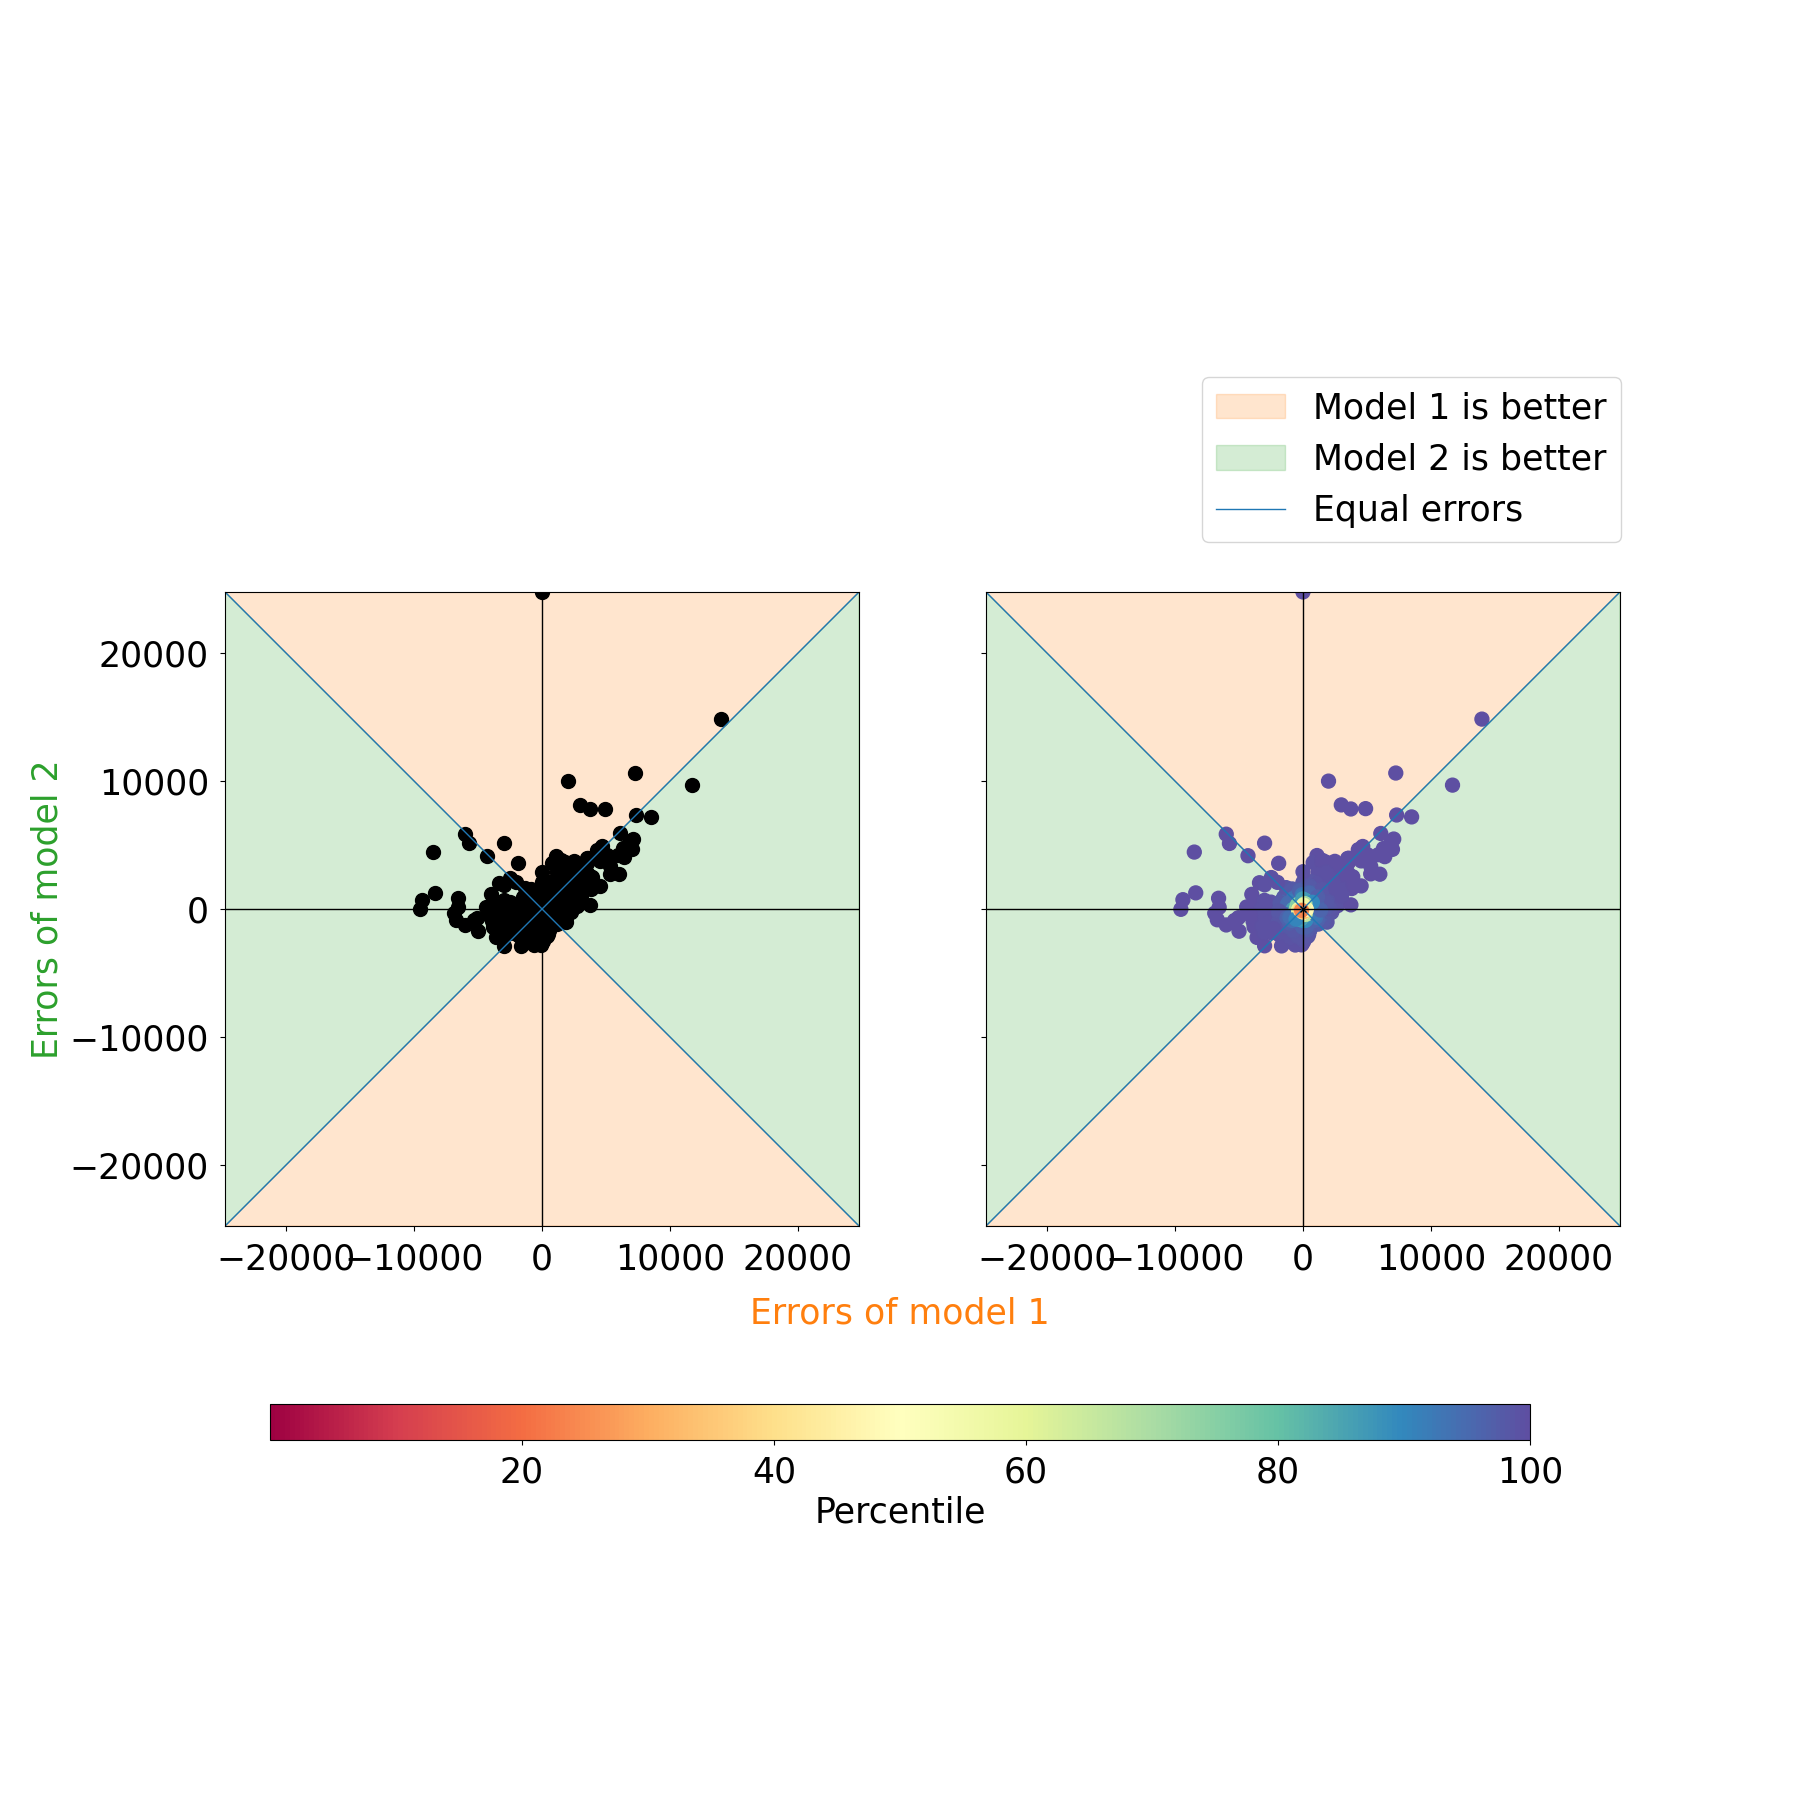 Model 1 is better
Model 2 is better
Equal errors
Errors of model 2
20000
10000
0
−10000
−20000
−20000 −10000 0 10000 20000
−20000 −10000 0 10000 20000
Errors of model 1
20 40 60 80 100
Percentile